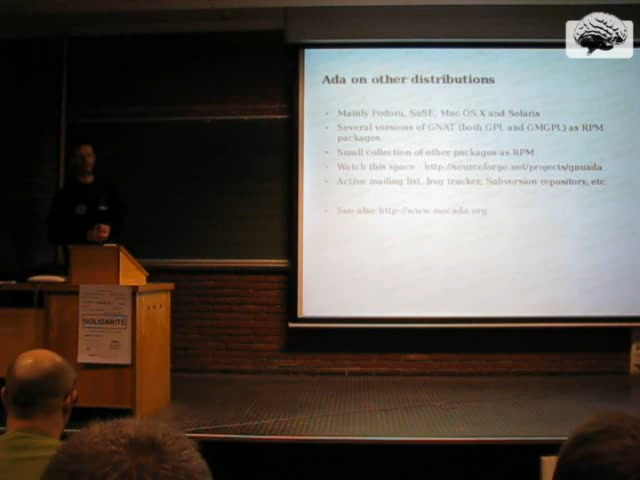 Ada on other distributions
- Mainly Fedora, SuSE, Mac OS X and Solaris
- Several versions of GNAT (both GPL and GMGPL) as RPM
packages
- Small collection of other packages as RPM
- Watch this space http://sourceforge.net/projects/gnuada
- Active mailing list, bug tracker, Subversion repository, etc.
- See also http://www.macada.org
SOLIDARITE